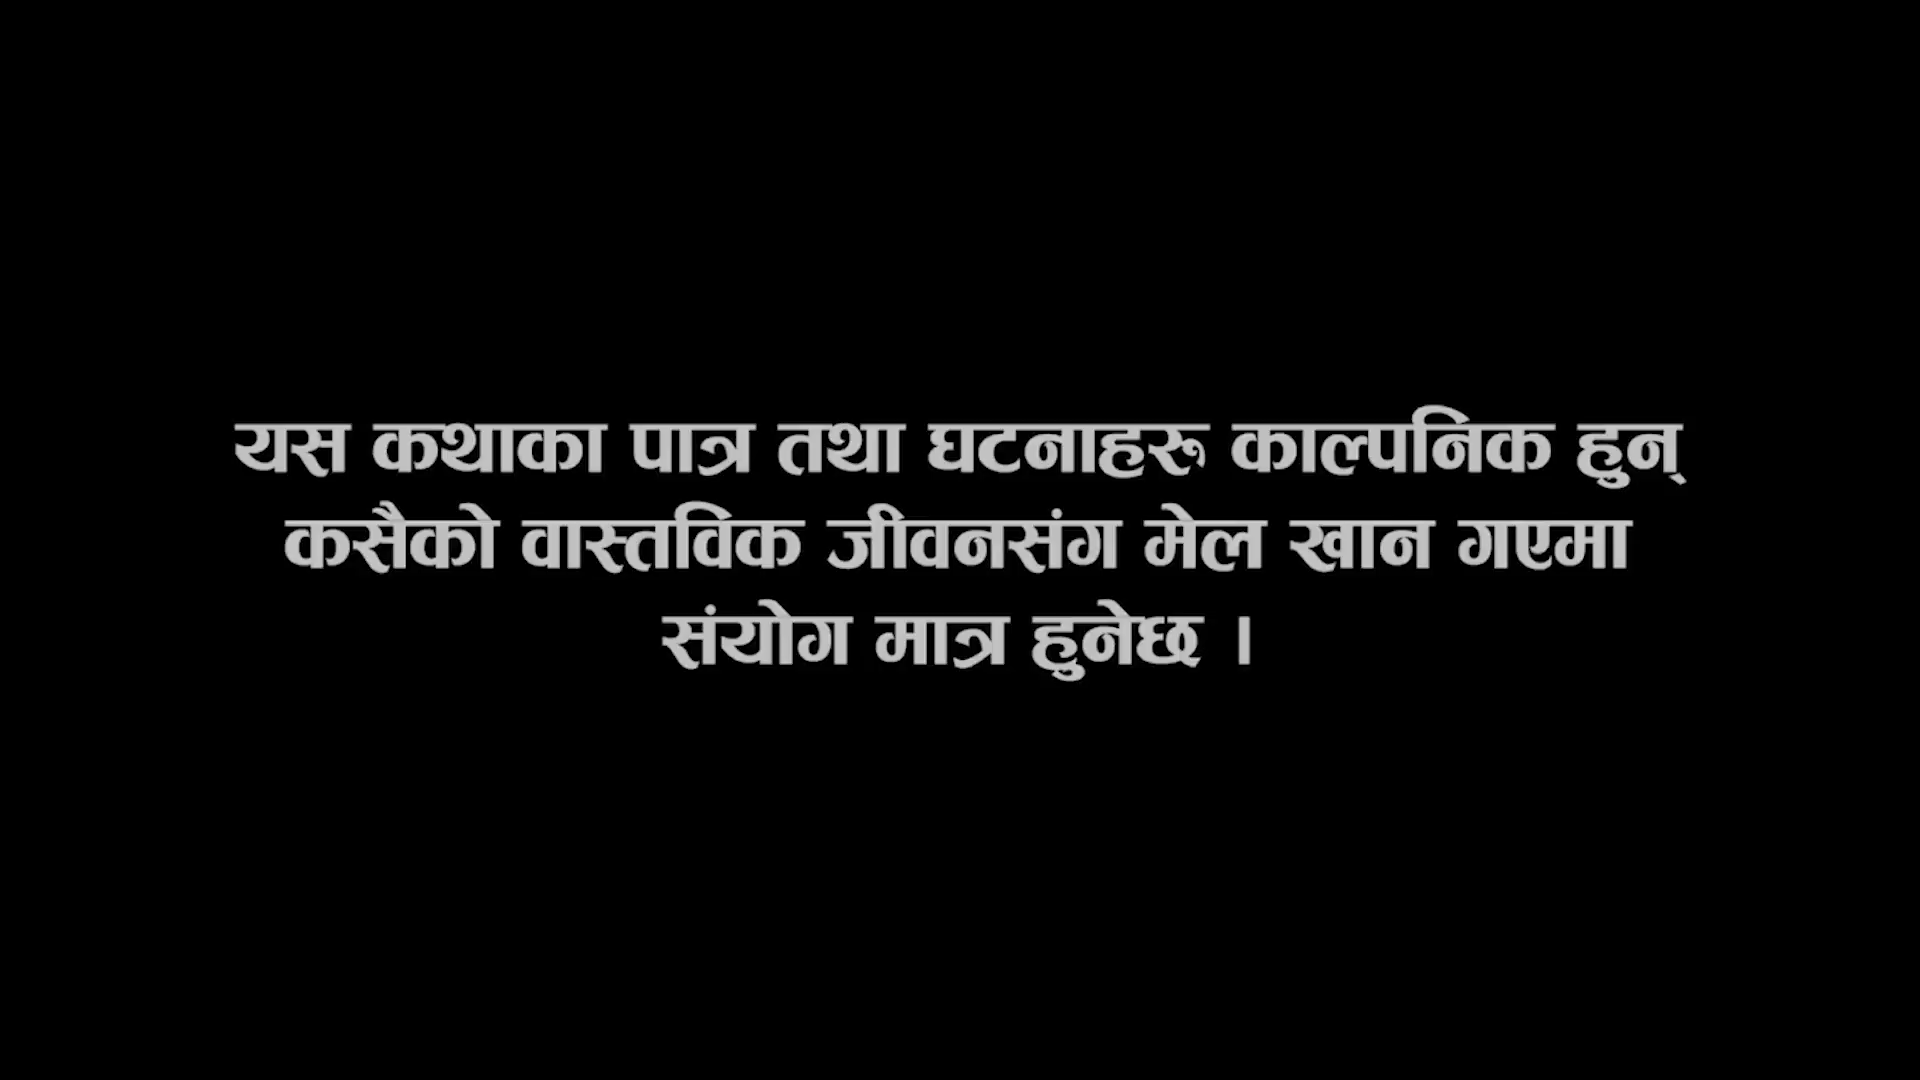 यस कथाका पात्र तथा घटनाहरु काल्पनिक हुन्
कसैको वास्तविक जीवनसंग मेल खान गएमा
संयोग मात्र हुनेछ ।